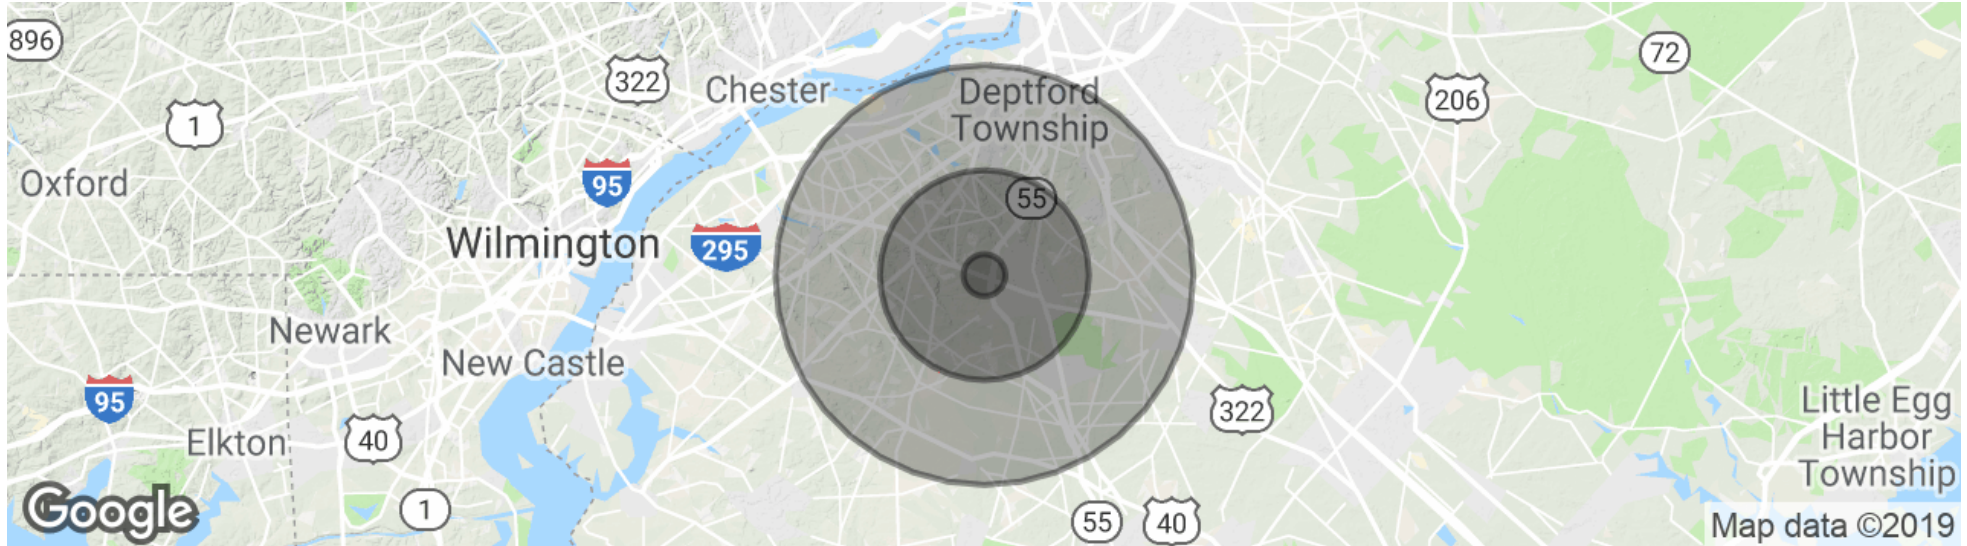 896
72
322
Chester
Deptford
Township
206
1
Oxford
95
55
Wilmington
295
Newark
New Castle
95
322
Little Egg
Harbor
Township
Elkton
40
Google
1
55
40
Map data ©2019